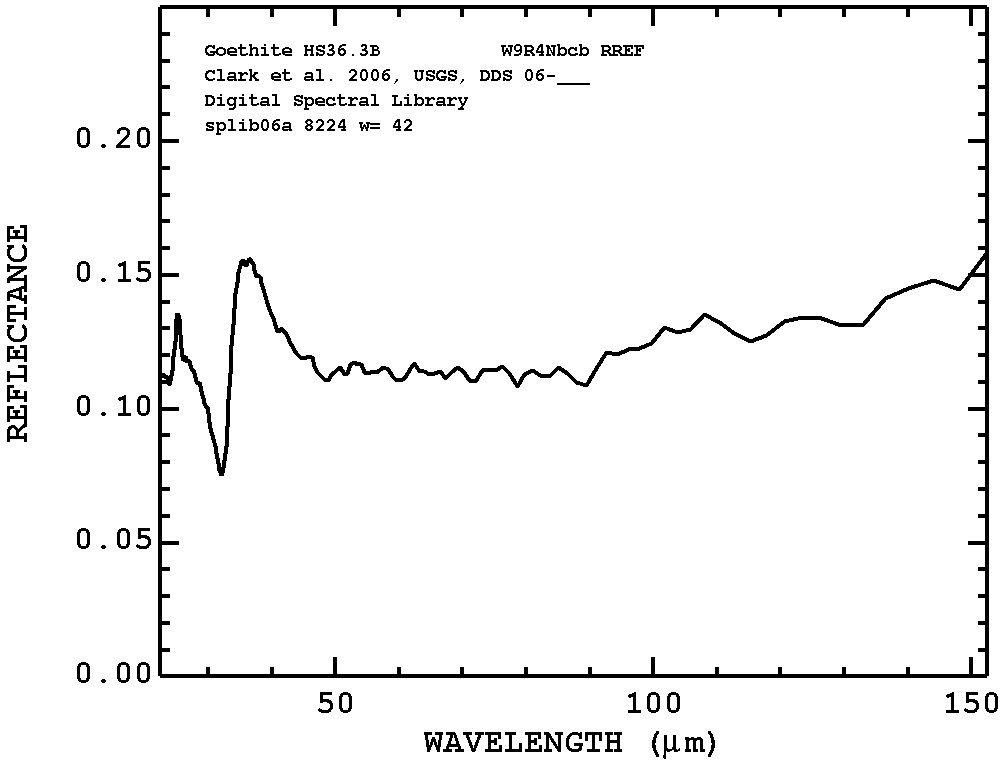 Goethite HS36.3B W9R4Nbcb RREF
Clark et al. 2006, USGS, DDS 06-___
Digital Spectral Library
splib06a 8224 w= 42
0.20
0.15
0.10
0.05
0.00
REFLECTANCE
50 100 150
WAVELENGTH (μm)